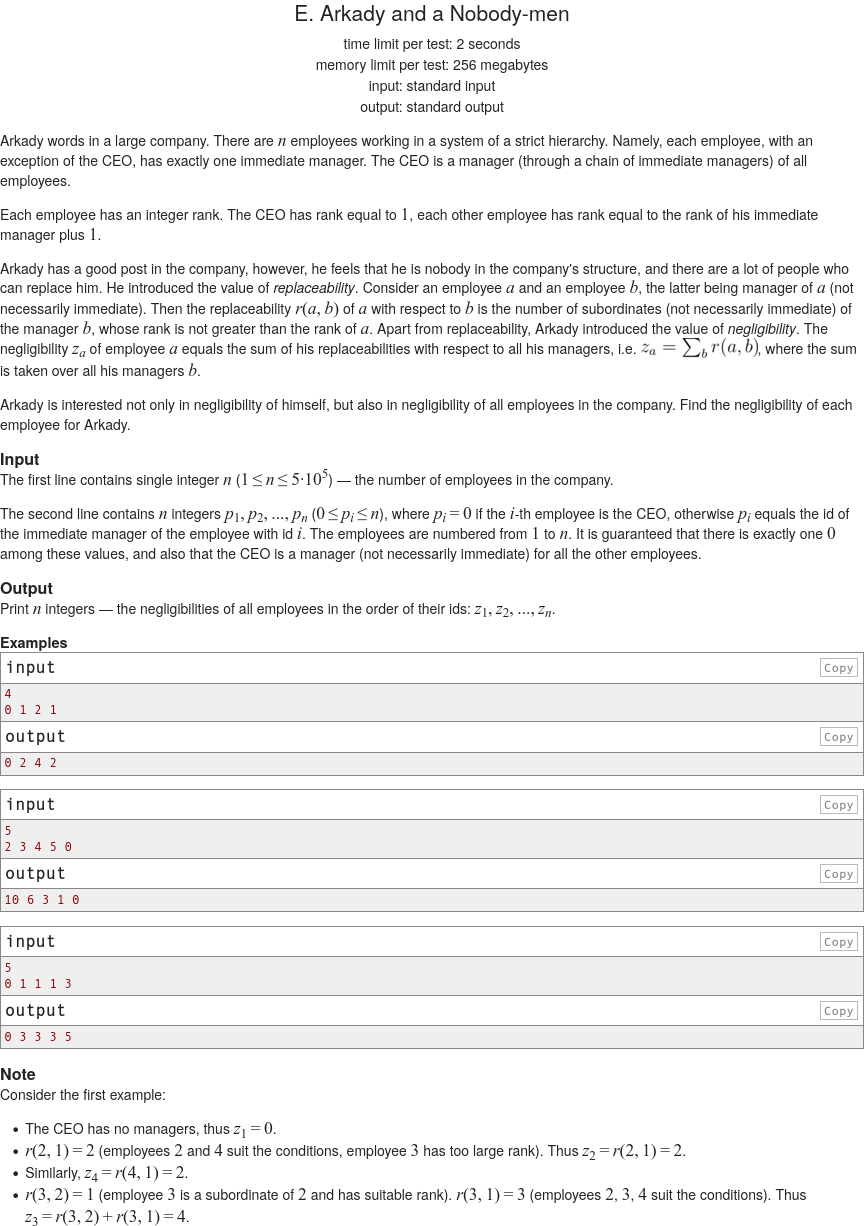 E. Arkady and a Nobody-men
time limit per test: 2 seconds
memory limit per test: 256 megabytes
input: standard input
output: standard output
Arkady words in a large company. There are n employees working in a system of a strict hierarchy. Namely, each employee, with an
exception of the CEO, has exactly one immediate manager. The CEO is a manager (through a chain of immediate managers) of all
employees.
Each employee has an integer rank. The CEO has rank equal to 1, each other employee has rank equal to the rank of his immediate
manager plus 1.
Arkady has a good post in the company, however, he feels that he is nobody in the company's structure, and there are a lot of people who
can replace him. He introduced the value of replaceability. Consider an employee a and an employee b, the latter being manager of a (not
necessarily immediate). Then the replaceability r(a, b) of a with respect to b is the number of subordinates (not necessarily immediate) of
the manager b, whose rank is not greater than the rank of a. Apart from replaceability, Arkady introduced the value of negligibility. The
negligibility z_a of employee a equals the sum of his replaceabilities with respect to all his managers, i.e. z_a = ∑_b r(a, b), where the sum
is taken over all his managers b.
Arkady is interested not only in negligibility of himself, but also in negligibility of all employees in the company. Find the negligibility of each
employee for Arkady.
Input
The first line contains single integer n (1 ≤ n ≤ 5·10^5) — the number of employees in the company.
The second line contains n integers p_1, p_2, ..., p_n (0 ≤ p_i ≤ n), where p_i = 0 if the i-th employee is the CEO, otherwise p_i equals the id of
the immediate manager of the employee with id i. The employees are numbered from 1 to n. It is guaranteed that there is exactly one 0
among these values, and also that the CEO is a manager (not necessarily immediate) for all the other employees.
Output
Print n integers — the negligibilities of all employees in the order of their ids: z_1, z_2, ..., z_n.
Examples
input Copy
4
0 1 2 1
output Copy
0 2 4 2
input Copy
5
2 3 4 5 0
output Copy
10 6 3 1 0
input Copy
5
0 1 1 1 3
output Copy
0 3 3 3 5
Note
Consider the first example:
• The CEO has no managers, thus z_1 = 0.
• r(2, 1) = 2 (employees 2 and 4 suit the conditions, employee 3 has too large rank). Thus z_2 = r(2, 1) = 2.
• Similarly, z_4 = r(4, 1) = 2.
• r(3, 2) = 1 (employee 3 is a subordinate of 2 and has suitable rank). r(3, 1) = 3 (employees 2, 3, 4 suit the conditions). Thus
z_3 = r(3, 2) + r(3, 1) = 4.